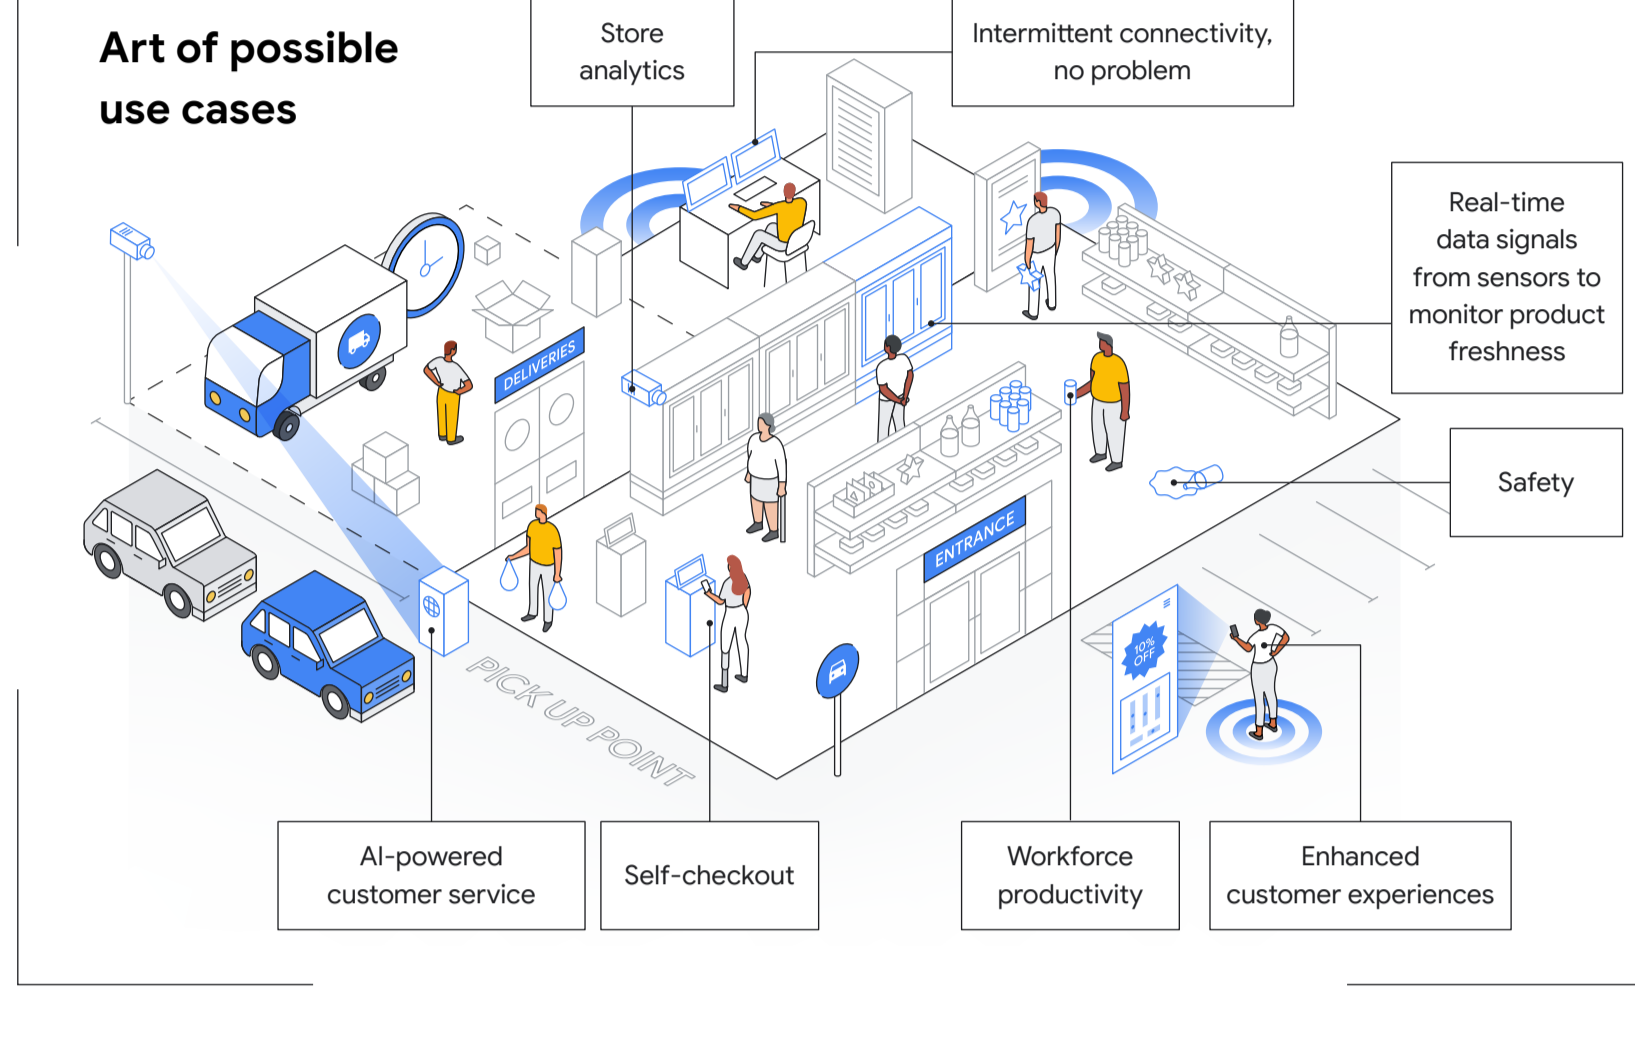 Art of possible
use cases
Store
analytics
Intermittent connectivity,
no problem
Real-time
data signals
from sensors to
monitor product
freshness
DELIVERIES
Safety
ENTRANCE
10%
OFF
PICK UP POINT
AI-powered
customer service
Self-checkout
Workforce
productivity
Enhanced
customer experiences